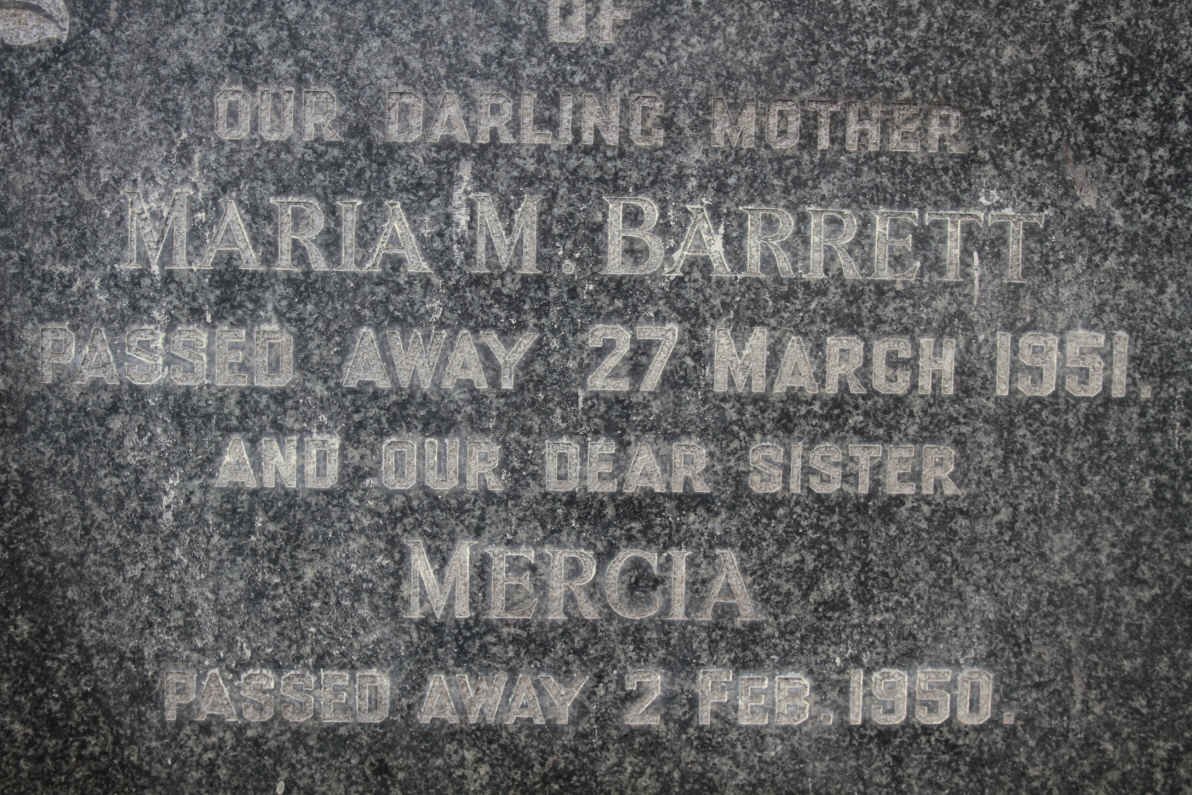 OF
OUR DARLING MOTHER
MARIA M. BARRETT
PASSED AWAY 27 MARCH 1951.
AND OUR DEAR SISTER
MERCIA
PASSED AWAY 2 FEB. 1950.